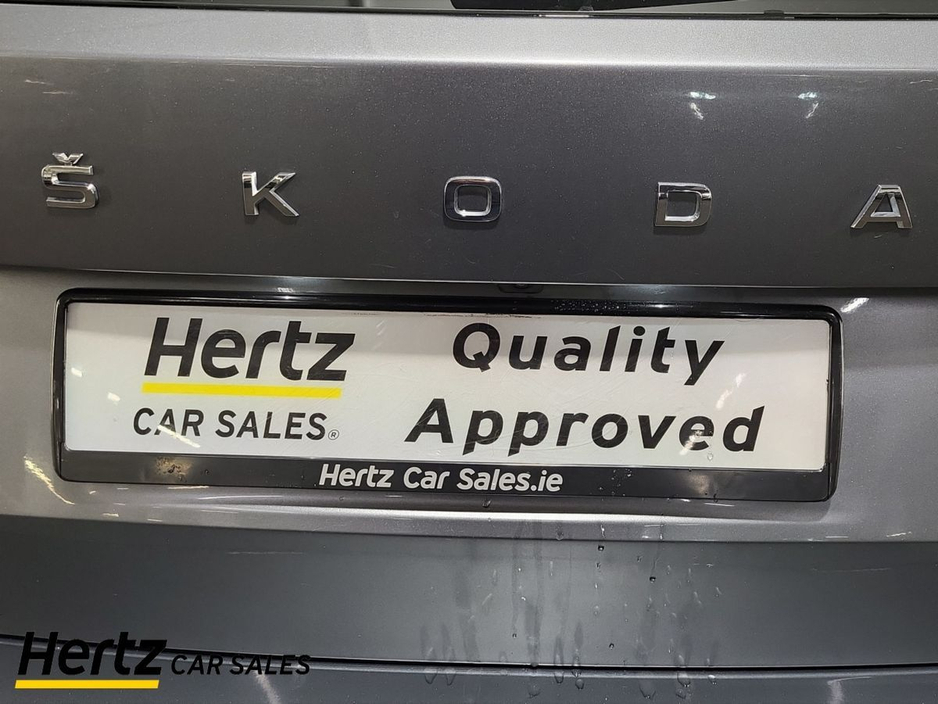 ŠKODA
Hertz
CAR SALES®
Quality
Approved
Hertz Car Sales.ie
Hertz CAR SALES